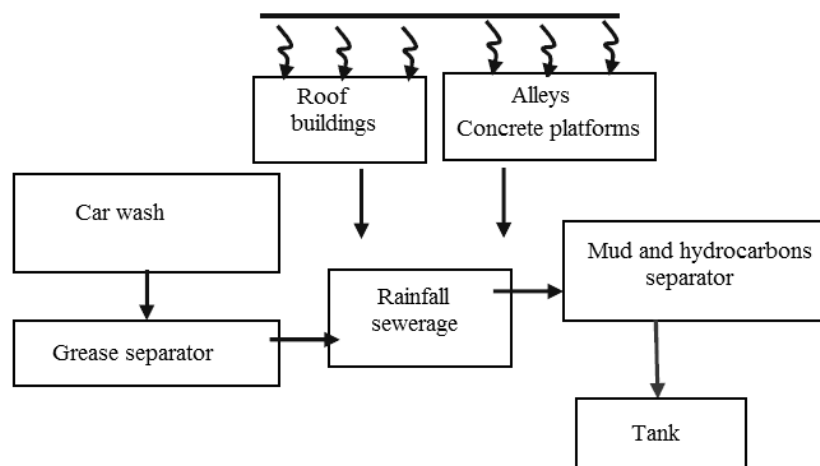 Roof
buildings
Alleys
Concrete platforms
Car wash
Mud and hydrocarbons
separator
Rainfall
sewerage
Grease separator
Tank